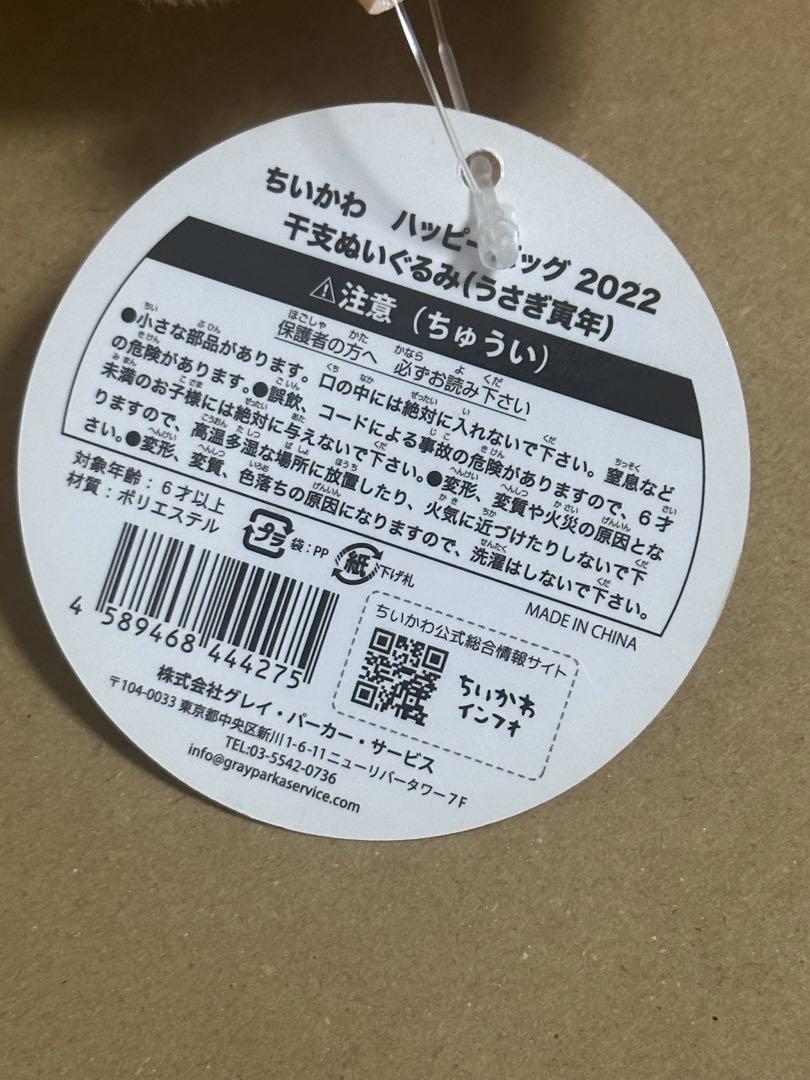 ちいかわ ハッピー ッグ 2022
干支ぬいぐるみ(うさぎ寅年)
⚠注意（ちゅうい）
保護者の方へ 必ずお読み下さい
●小さな部品があります。口の中には絶対に入れないで下さい。窒息など
の危険があります。●誤飲、コードによる事故の危険がありますので、6才
未満のお子様には絶対に与えないで下さい。●変形、変質や火災の原因とな
りますので、高温多湿な場所に放置したり、火気に近づけたりしないで下
さい。●変形、変質、色落ちの原因になりますので、洗濯はしないで下さい。
対象年齢：6才以上
材質：ポリエステル
プラ 袋：PP 紙 下げ札
MADE IN CHINA
4 589468 444275
ちいかわ公式総合情報サイト
ちいかわ
インフォ
株式会社グレイ・パーカー・サービス
〒104-0033 東京都中央区新川1-6-11 ニューリバータワー7F
TEL:03-5542-0736
info@grayparkaservice.com